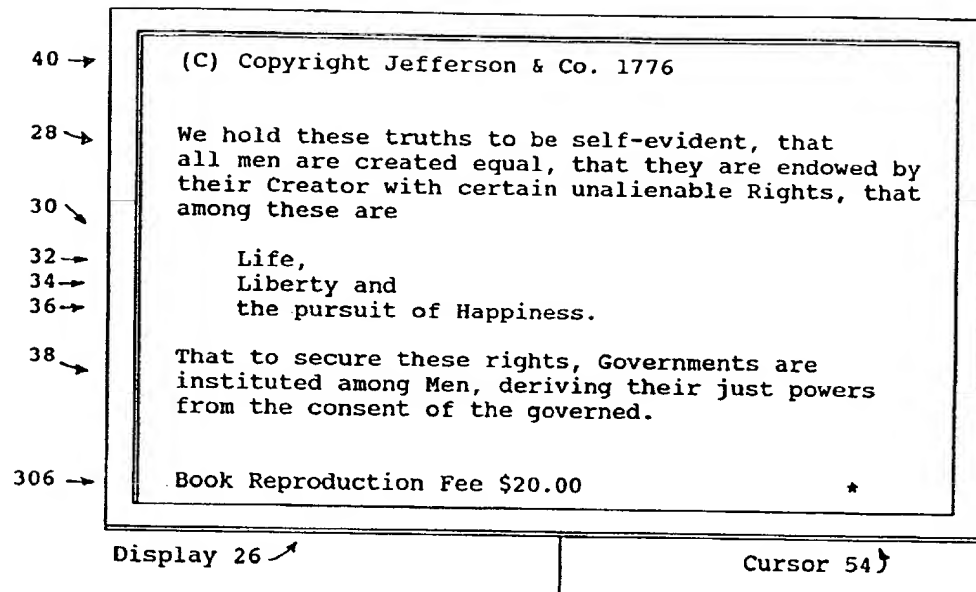 40
(C) Copyright Jefferson & Co. 1776
28
We hold these truths to be self-evident, that
all men are created equal, that they are endowed by
their Creator with certain unalienable Rights, that
30
among these are
32
Life,
34
Liberty and
36
the pursuit of Happiness.
38
That to secure these rights, Governments are
instituted among Men, deriving their just powers
from the consent of the governed.
306
Book Reproduction Fee $20.00 *
Display 26
Cursor 54